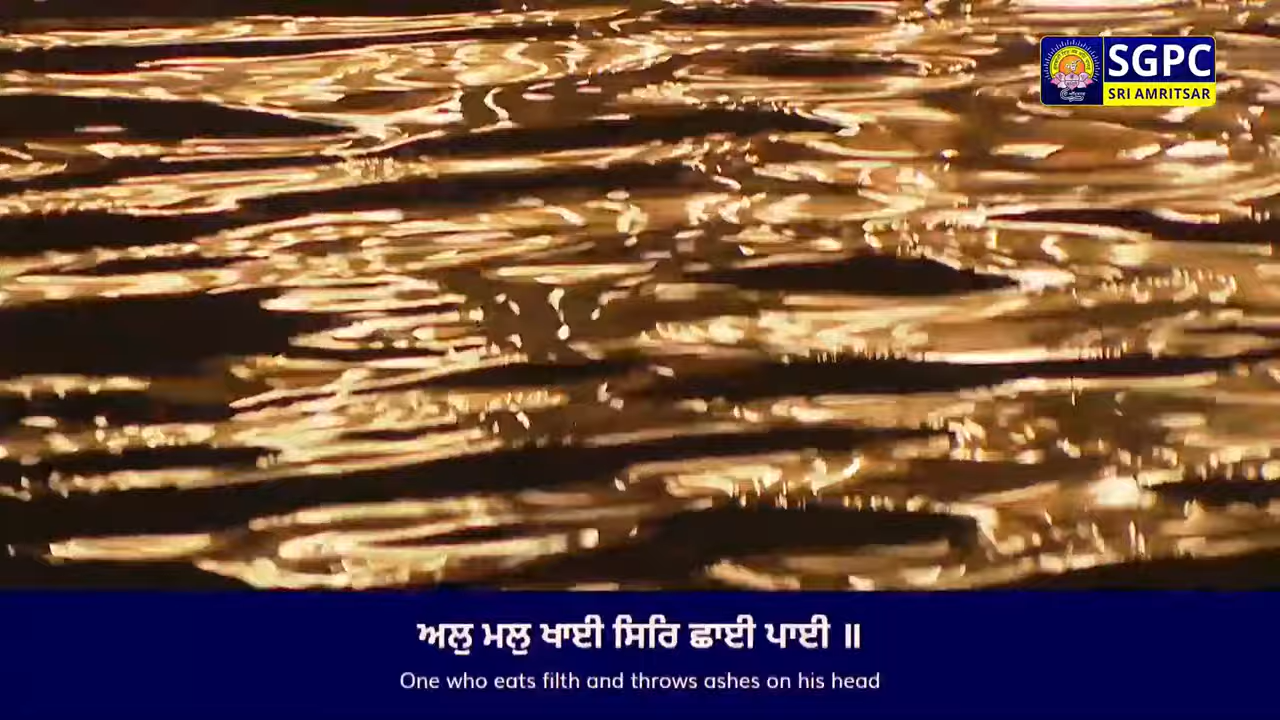 SGPC
SRI AMRITSAR
ਅਲੁ ਮਲੁ ਖਾਈ ਸਿਰਿ ਛਾਈ ਪਾਈ ॥
One who eats filth and throws ashes on his head